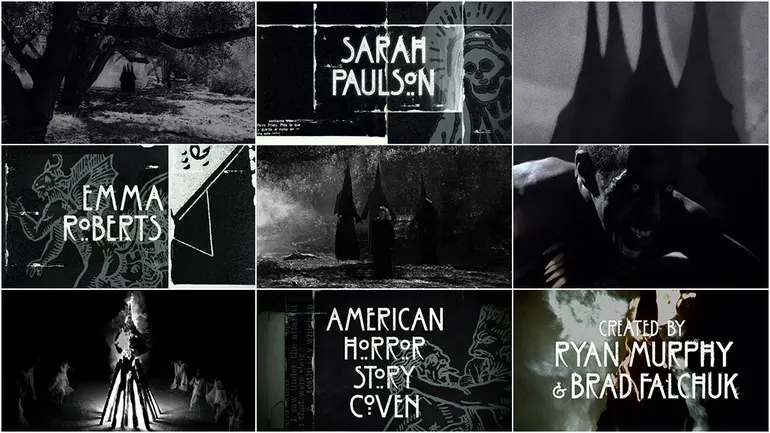 SARAH
PAULSON
EMMA
ROBERTS
AMERICAN
HORROR
STORY
COVEN
CREATED BY
RYAN MURPHY
& BRAD FALCHUK